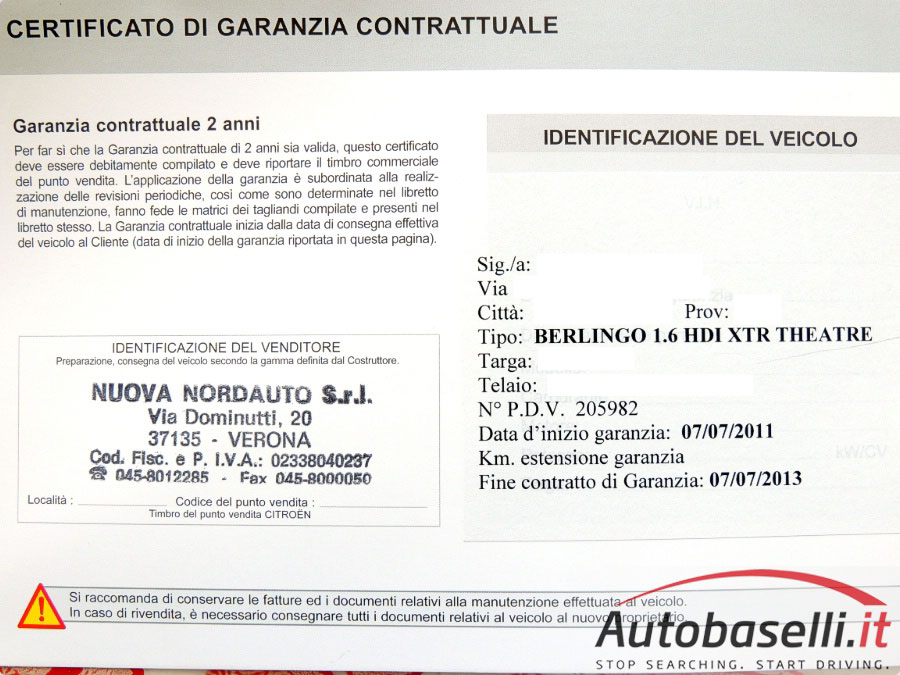 CERTIFICATO DI GARANZIA CONTRATTUALE
Garanzia contrattuale 2 anni
Per far sì che la Garanzia contrattuale di 2 anni sia valida, questo certificato
deve essere debitamente compilato e deve riportare il timbro commerciale
del punto vendita. L'applicazione della garanzia è subordinata alla realiz-
zazione delle revisioni periodiche, così come sono determinate nel libretto
di manutenzione, fanno fede le matrici dei tagliandi compilate e presenti nel
libretto stesso. La Garanzia contrattuale inizia dalla data di consegna effettiva
del veicolo al Cliente (data di inizio della garanzia riportata in questa pagina).
IDENTIFICAZIONE DEL VENDITORE
Preparazione, consegna del veicolo secondo la gamma definita dal Costruttore.
NUOVA NORDAUTO S.r.l.
Via Dominutti, 20
37135 - VERONA
Cod. Fisc. e P. I.V.A.: 02338040237
☎ 045-8012285 - Fax 045-8000050
Località :
Codice del punto vendita :
Timbro del punto vendita CITROËN
IDENTIFICAZIONE DEL VEICOLO
Sig./a:
Via
Città: Prov:
Tipo: BERLINGO 1.6 HDI XTR THEATRE
Targa:
Telaio:
N° P.D.V. 205982
Data d'inizio garanzia: 07/07/2011
Km. estensione garanzia
kW/GV
Fine contratto di Garanzia: 07/07/2013
Si raccomanda di conservare le fatture ed i documenti relativi alla manutenzione effettuata al veicolo.
In caso di rivendita, è necessario consegnare tutti i documenti relativi al veicolo al nuovo proprietario.
Autobaselli.it
STOP SEARCHING. START DRIVING.